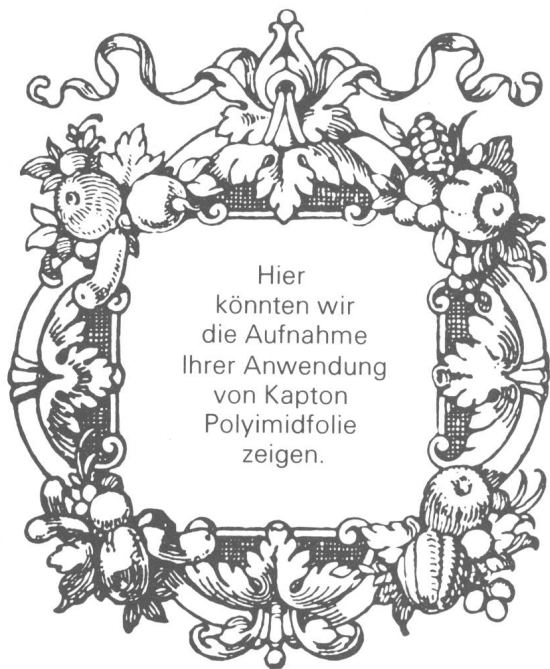 Hier
könnten wir
die Aufnahme
Ihrer Anwendung
von Kapton
Polyimidfolie
zeigen.